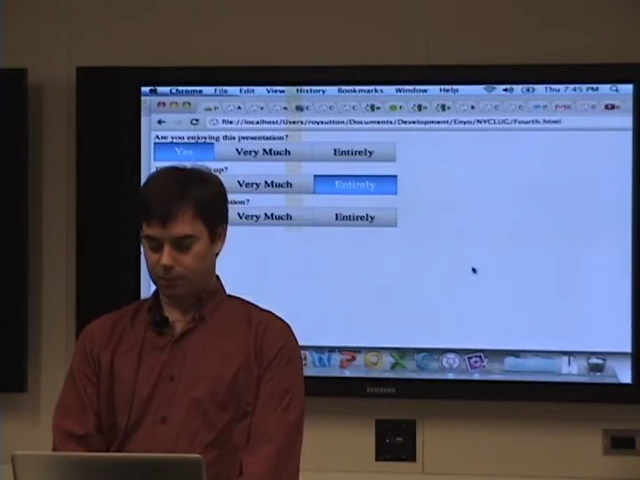 Chrome File Edit View History Bookmarks Window Help Thu 7:45 PM
file://localhost/Users/roysutton/Documents/Development/Enyo/NYCLUG/Fourth.html
Are you enjoying this presentation?
Yes Very Much Entirely
up?
Very Much Entirely
Very Much Entirely
SAMSUNG